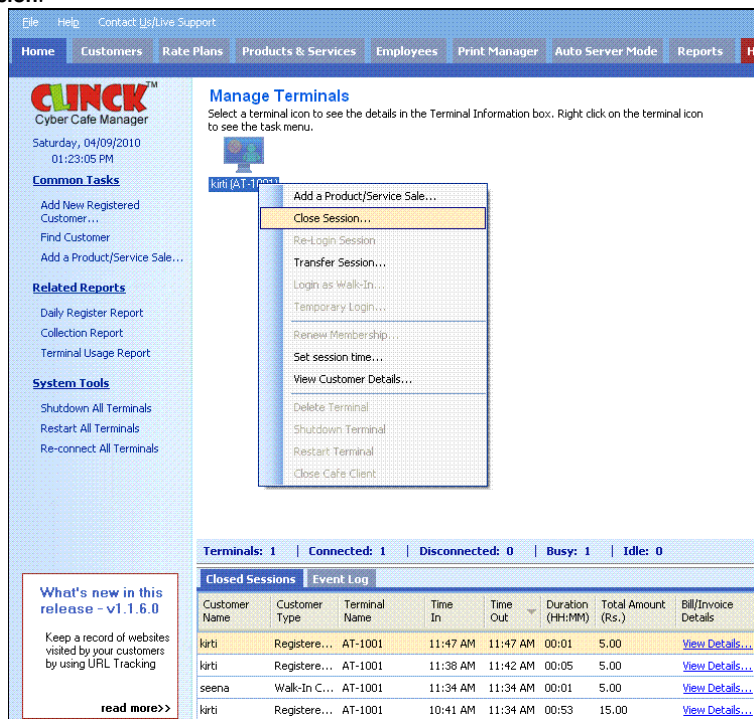 sion.
File Help Contact Us/Live Support
Home Customers Rate Plans Products & Services Employees Print Manager Auto Server Mode Reports H
CLINCK™
Cyber Cafe Manager
Saturday, 04/09/2010
01:23:05 PM
Common Tasks
Add New Registered
Customer...
Find Customer
Add a Product/Service Sale...
Related Reports
Daily Register Report
Collection Report
Terminal Usage Report
System Tools
Shutdown All Terminals
Restart All Terminals
Re-connect All Terminals
What's new in this
release - v1.1.6.0
Keep a record of websites
visited by your customers
by using URL Tracking
read more>>
Manage Terminals
Select a terminal icon to see the details in the Terminal Information box. Right click on the terminal icon
to see the task menu.
kirti (AT-1001)
Add a Product/Service Sale...
Close Session...
Re-Login Session
Transfer Session...
Login as Walk-In...
Temporary Login...
Renew Membership...
Set session time...
View Customer Details...
Delete Terminal
Shutdown Terminal
Restart Terminal
Close Cafe Client
Terminals: 1 | Connected: 1 | Disconnected: 0 | Busy: 1 | Idle: 0
Closed Sessions Event Log
Customer Name Customer Type Terminal Name Time In Time Out Duration (HH:MM) Total Amount (Rs.) Bill/Invoice Details
kirti Registere... AT-1001 11:47 AM 11:47 AM 00:01 5.00 View Details...
kirti Registere... AT-1001 11:38 AM 11:42 AM 00:05 5.00 View Details...
seena Walk-In C... AT-1001 11:34 AM 11:34 AM 00:01 5.00 View Details...
kirti Registere... AT-1001 10:41 AM 11:34 AM 00:53 15.00 View Details...